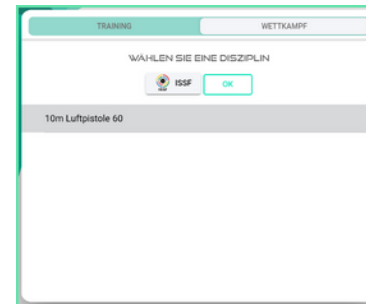 TRAINING WETTKAMPF
WÄHLEN SIE EINE DISZIPLIN
ISSF OK
10m Luftpistole 60